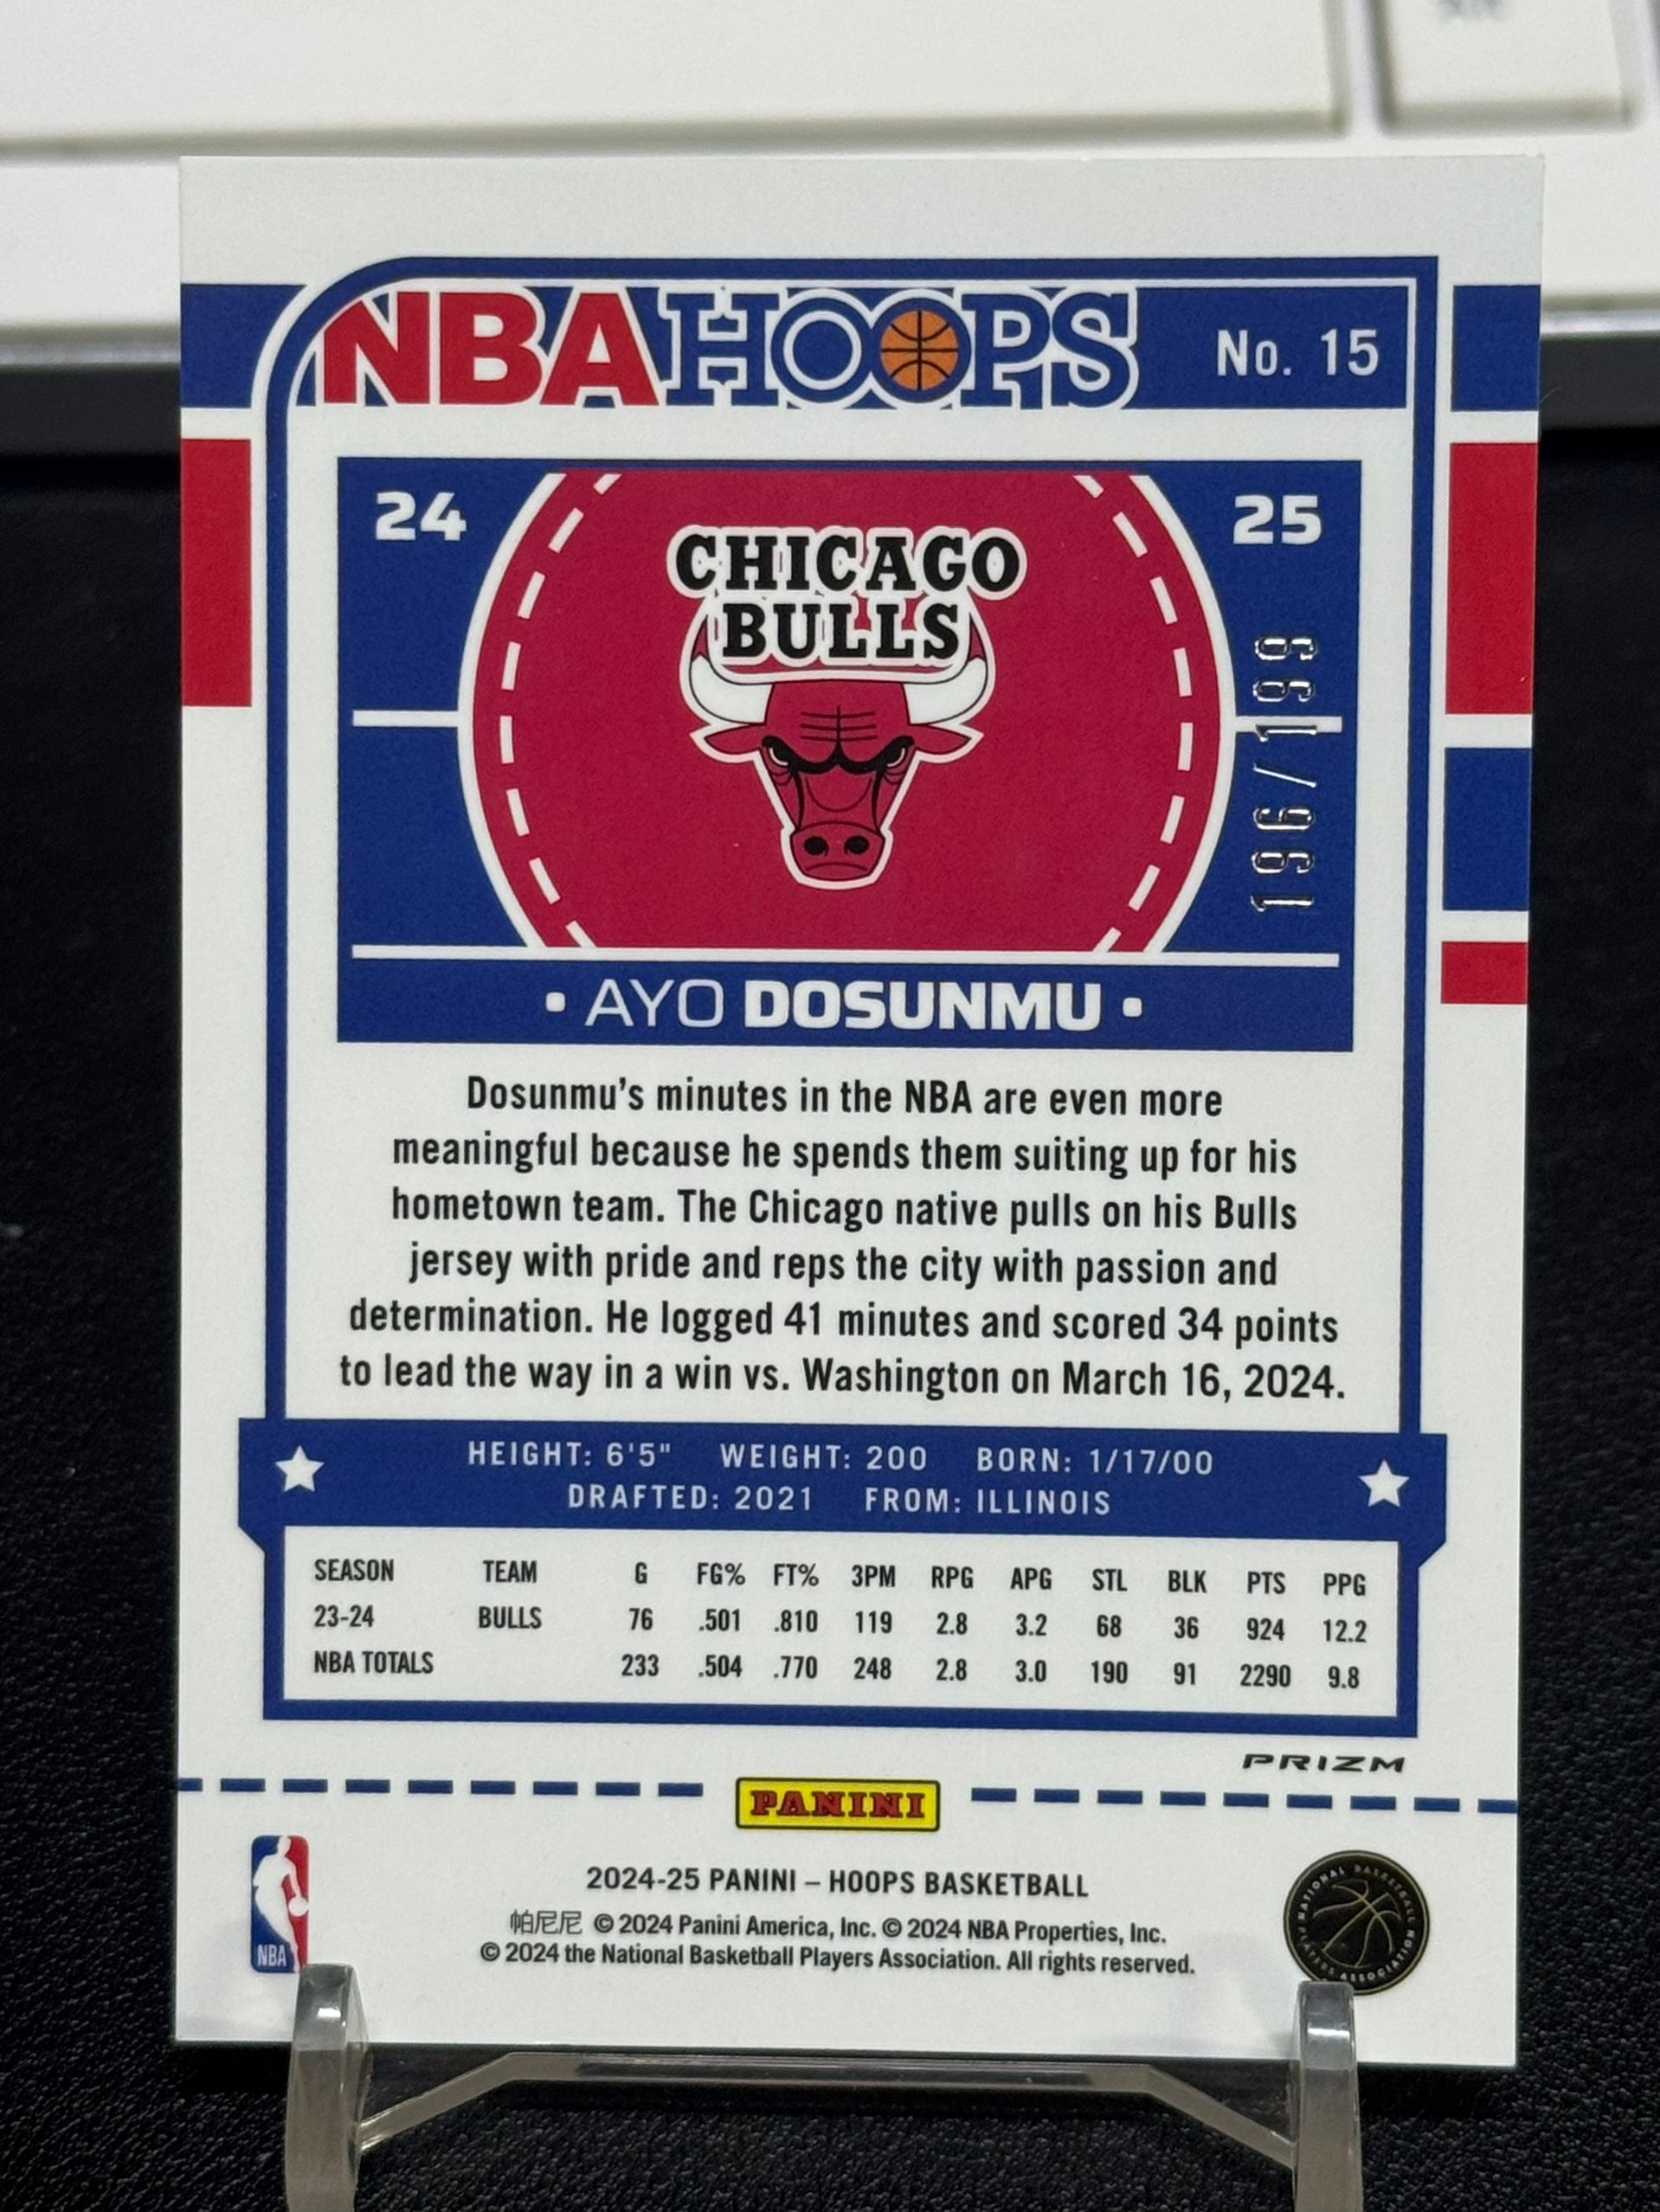 NBA HOOPS No. 15
24 25
CHICAGO
BULLS
196/199
• AYO DOSUNMU •
Dosunmu's minutes in the NBA are even more
meaningful because he spends them suiting up for his
hometown team. The Chicago native pulls on his Bulls
jersey with pride and reps the city with passion and
determination. He logged 41 minutes and scored 34 points
to lead the way in a win vs. Washington on March 16, 2024.
HEIGHT: 6'5" WEIGHT: 200 BORN: 1/17/00
DRAFTED: 2021 FROM: ILLINOIS
SEASON TEAM G FG% FT% 3PM RPG APG STL BLK PTS PPG
23-24 BULLS 76 .501 .810 119 2.8 3.2 68 36 924 12.2
NBA TOTALS 233 .504 .770 248 2.8 3.0 190 91 2290 9.8
PRIZM
PANINI
2024-25 PANINI – HOOPS BASKETBALL
帕尼尼 © 2024 Panini America, Inc. © 2024 NBA Properties, Inc.
© 2024 the National Basketball Players Association. All rights reserved.
NBA
NATIONAL BASKETBALL
PLAYERS ASSOCIATION